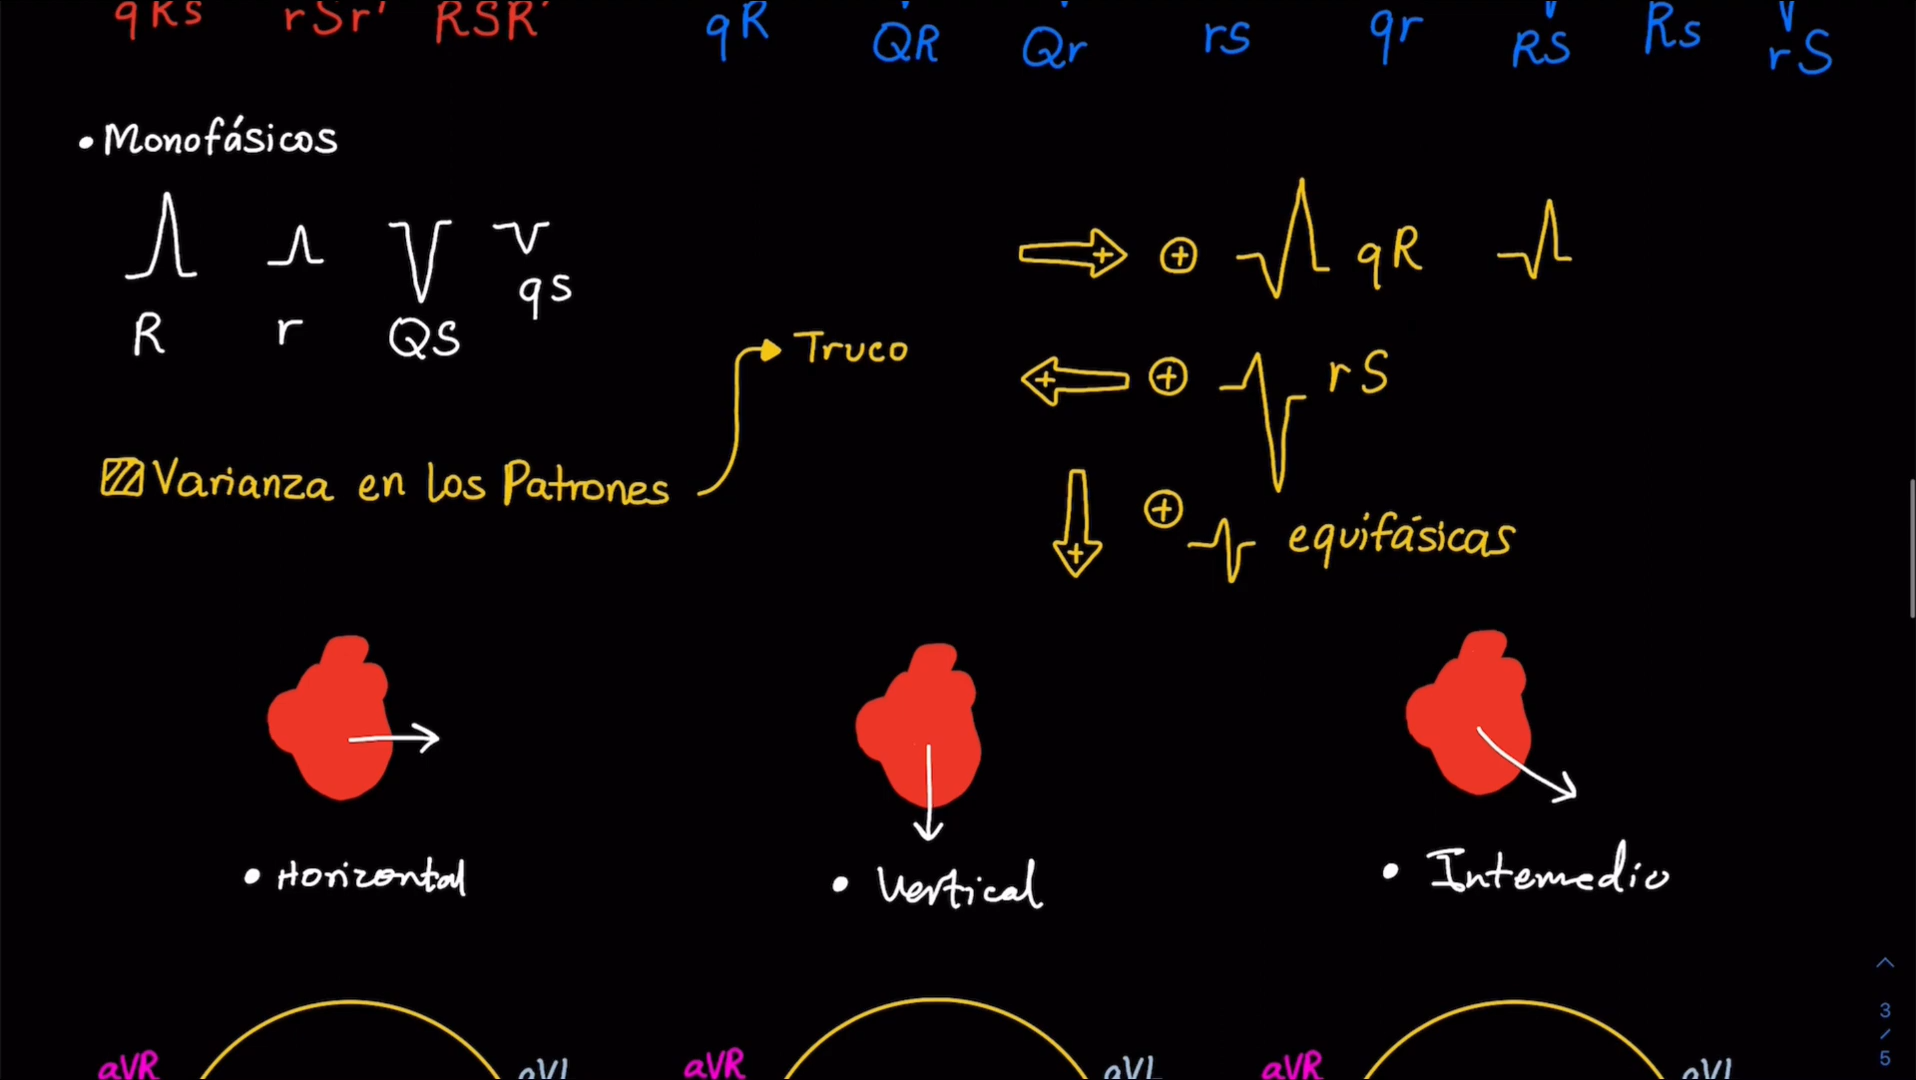 qRs rSr' RSR' qR QR Qr rS qr RS Rs rS
• Monofásicos
R r QS qs
+ + qR
Truco
+ + rS
Varianza en los Patrones
+ + equifásicas
• Horizontal
• Vertical
• Intemedio
aVR aVL aVR aVL aVR aVL
3
/
5